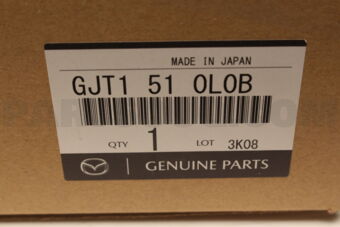 MADE IN JAPAN
GJT1 51 0L0B
QTY 1 LOT 3K08
GENUINE PARTS